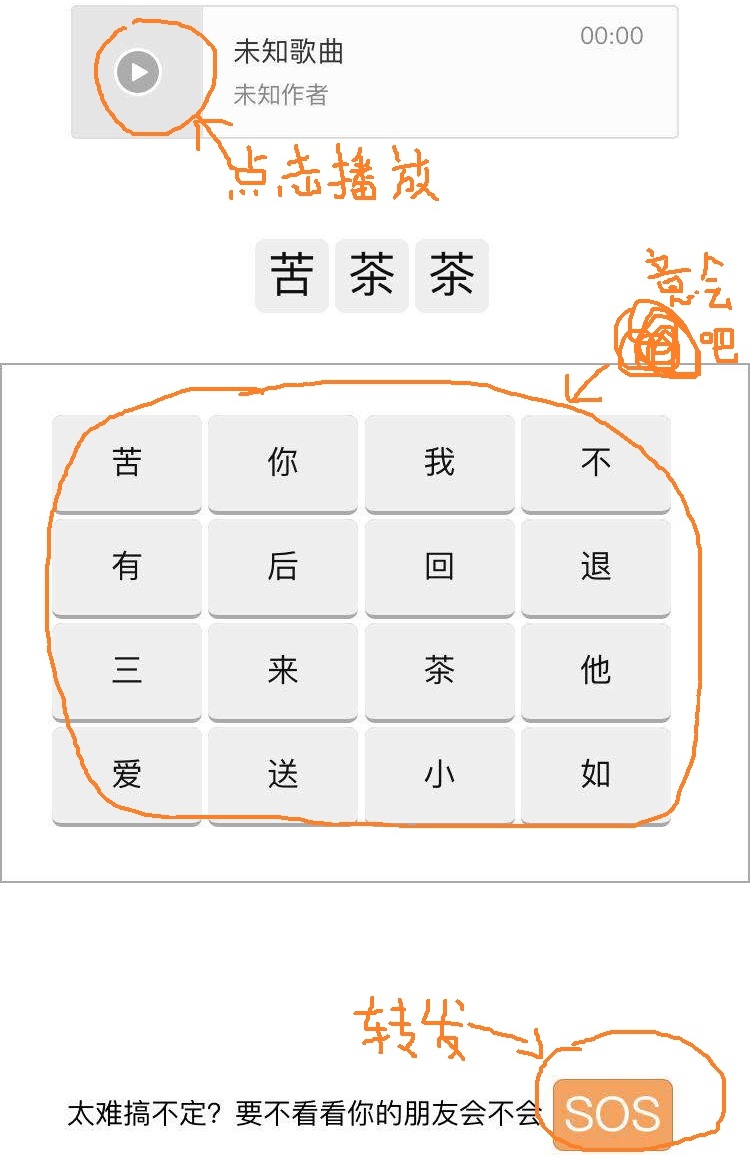 未知歌曲 00:00
未知作者
点击播放
苦 茶 茶
意会
吧
苦 你 我 不
有 后 回 退
三 来 茶 他
爱 送 小 如
转发
太难搞不定？要不看看你的朋友会不会 SOS